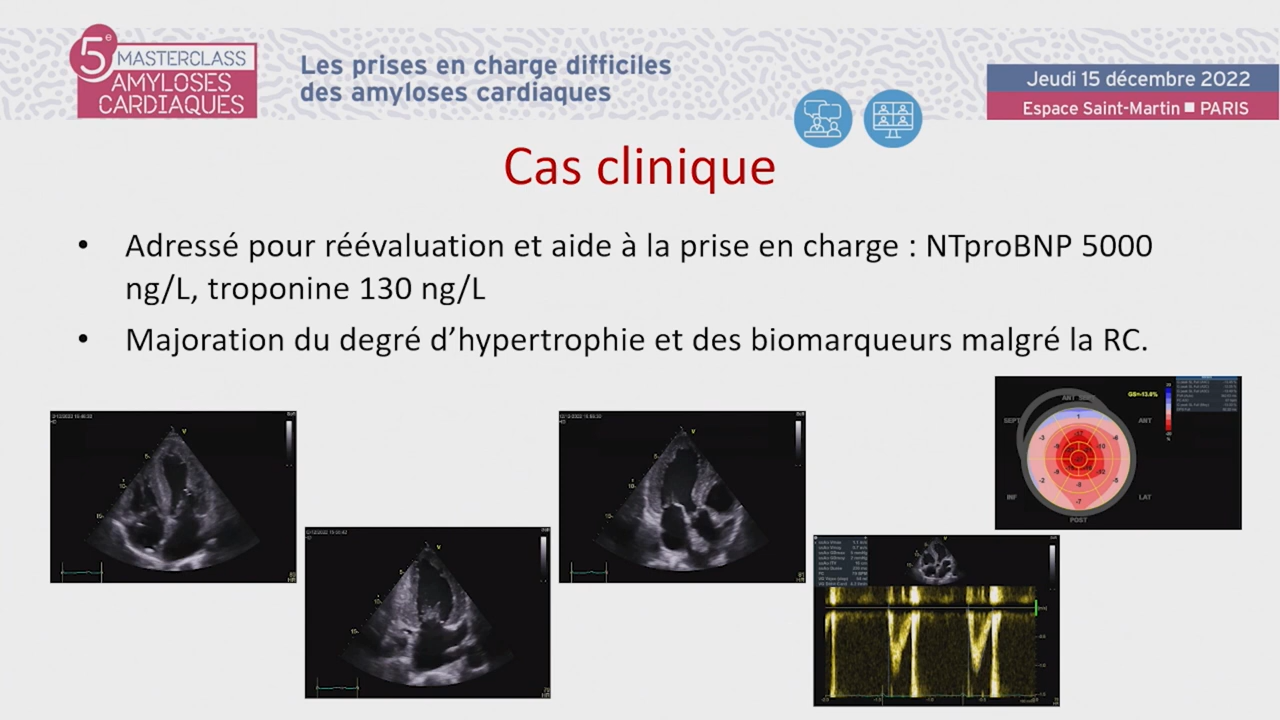 5e MASTERCLASS
AMYLOSES
CARDIAQUES
Les prises en charge difficiles
des amyloses cardiaques
Jeudi 15 décembre 2022
Espace Saint-Martin ■ PARIS
Cas clinique
• Adressé pour réévaluation et aide à la prise en charge : NTproBNP 5000
ng/L, troponine 130 ng/L
• Majoration du degré d’hypertrophie et des biomarqueurs malgré la RC.
SEPT
ANT
INF
LAT
POST